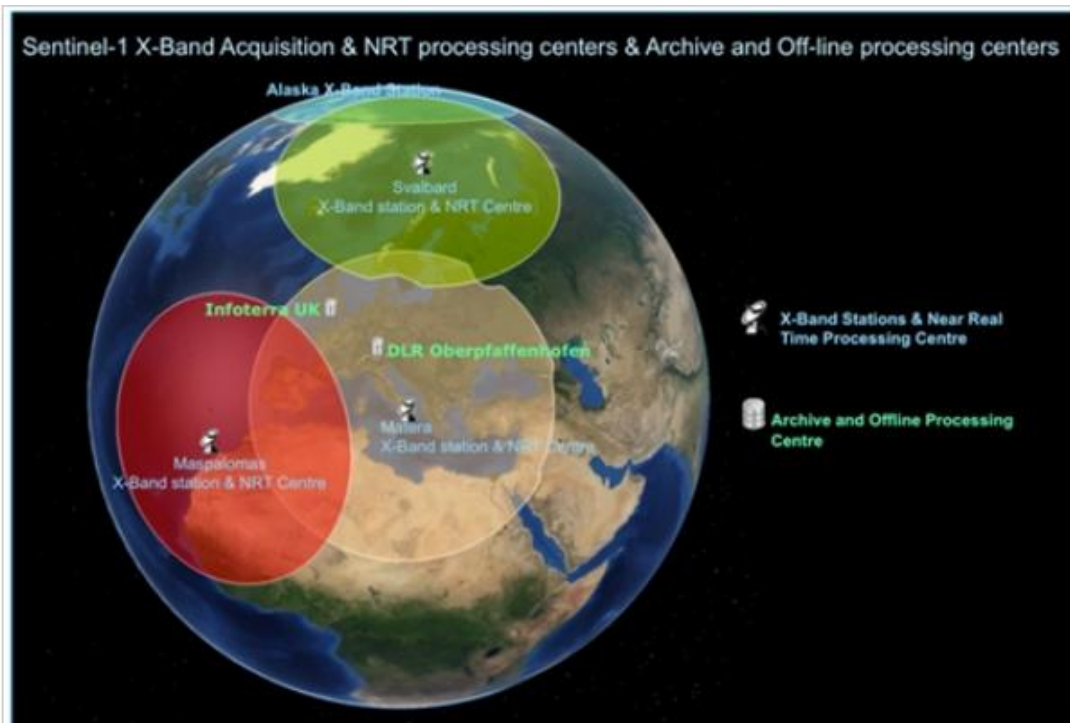 Sentinel-1 X-Band Acquisition & NRT processing centers & Archive and Off-line processing centers
Alaska X-Band Station
Svalbard
X-Band station & NRT Centre
Infoterra UK
DLR Oberpfaffenhofen
X-Band Stations & Near Real
Time Processing Centre
Matera
X-Band station & NRT Centre
Archive and Offline Processing
Centre
Maspalomas
X-Band station & NRT Centre